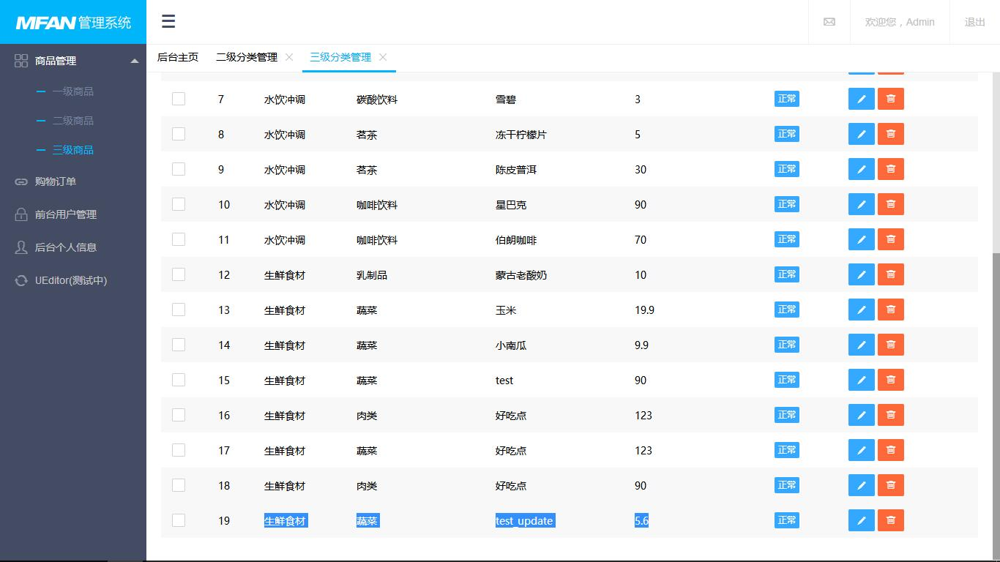 MFAN管理系统
欢迎您，Admin
退出
商品管理
一级商品
二级商品
三级商品
购物订单
前台用户管理
后台个人信息
UEditor(测试中)
后台主页 二级分类管理 三级分类管理
7 水饮冲调 碳酸饮料 雪碧 3 正常
8 水饮冲调 茗茶 冻干柠檬片 5 正常
9 水饮冲调 茗茶 陈皮普洱 30 正常
10 水饮冲调 咖啡饮料 星巴克 90 正常
11 水饮冲调 咖啡饮料 伯朗咖啡 70 正常
12 生鲜食材 乳制品 蒙古老酸奶 10 正常
13 生鲜食材 蔬菜 玉米 19.9 正常
14 生鲜食材 蔬菜 小南瓜 9.9 正常
15 生鲜食材 蔬菜 test 90 正常
16 生鲜食材 肉类 好吃点 123 正常
17 生鲜食材 蔬菜 好吃点 123 正常
18 生鲜食材 肉类 好吃点 90 正常
19 生鲜食材 蔬菜 test_update 5.6 正常